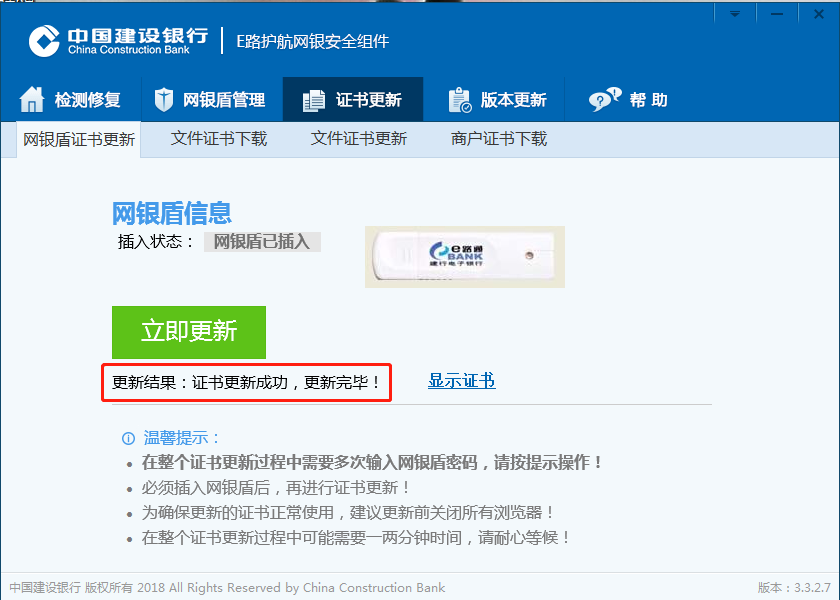 中国建设银行
China Construction Bank
E路护航网银安全组件
检测修复 网银盾管理 证书更新 版本更新 帮 助
网银盾证书更新 文件证书下载 文件证书更新 商户证书下载
网银盾信息
插入状态： 网银盾已插入
e路通
BANK
建行电子银行
立即更新
更新结果：证书更新成功，更新完毕！ 显示证书
温馨提示：
• 在整个证书更新过程中需要多次输入网银盾密码，请按提示操作！
• 必须插入网银盾后，再进行证书更新！
• 为确保更新的证书正常使用，建议更新前关闭所有浏览器！
• 在整个证书更新过程中可能需要一两分钟时间，请耐心等候！
中国建设银行 版权所有 2018 All Rights Reserved by China Construction Bank 版本：3.3.2.7